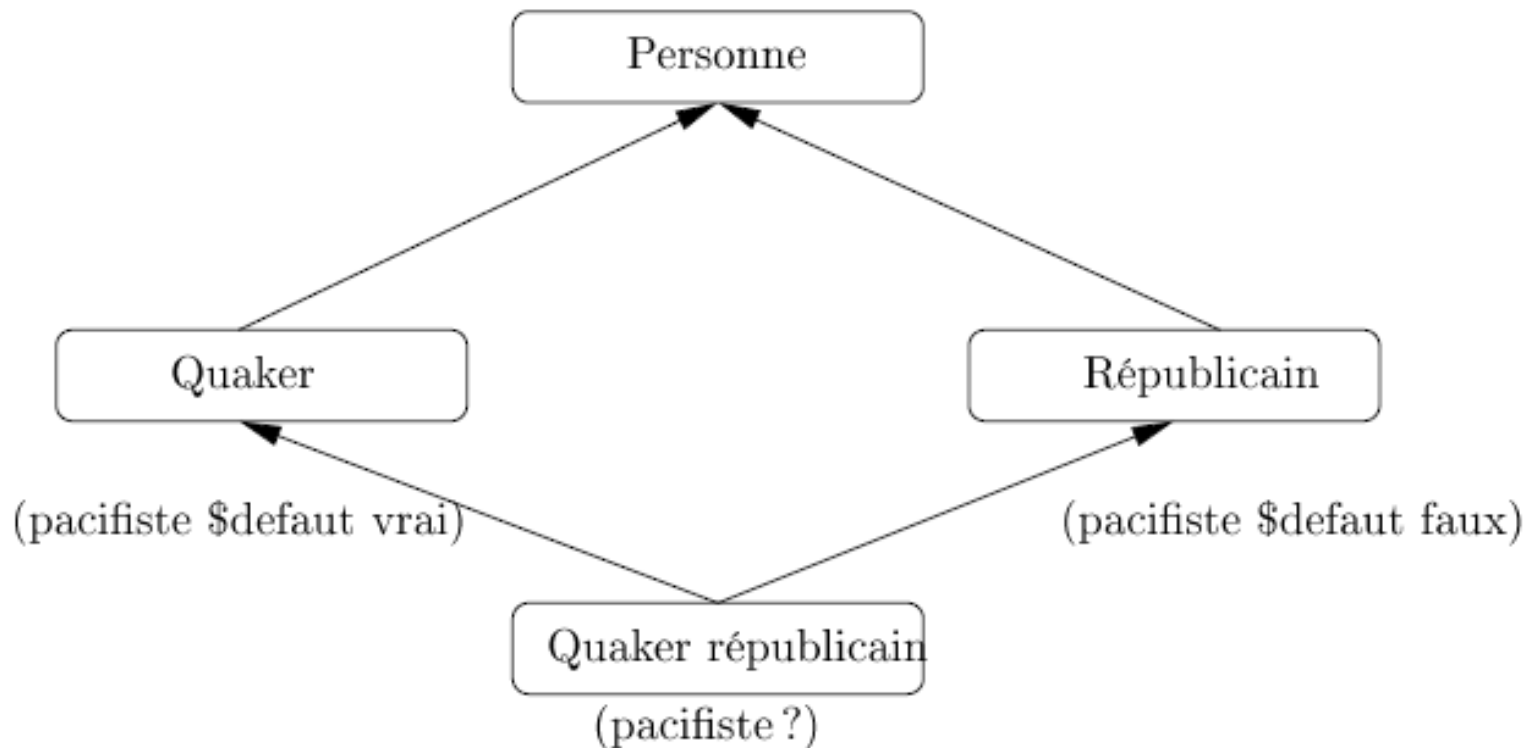 Personne
Quaker
Républicain
(pacifiste $defaut vrai)
(pacifiste $defaut faux)
Quaker républicain
(pacifiste ?)